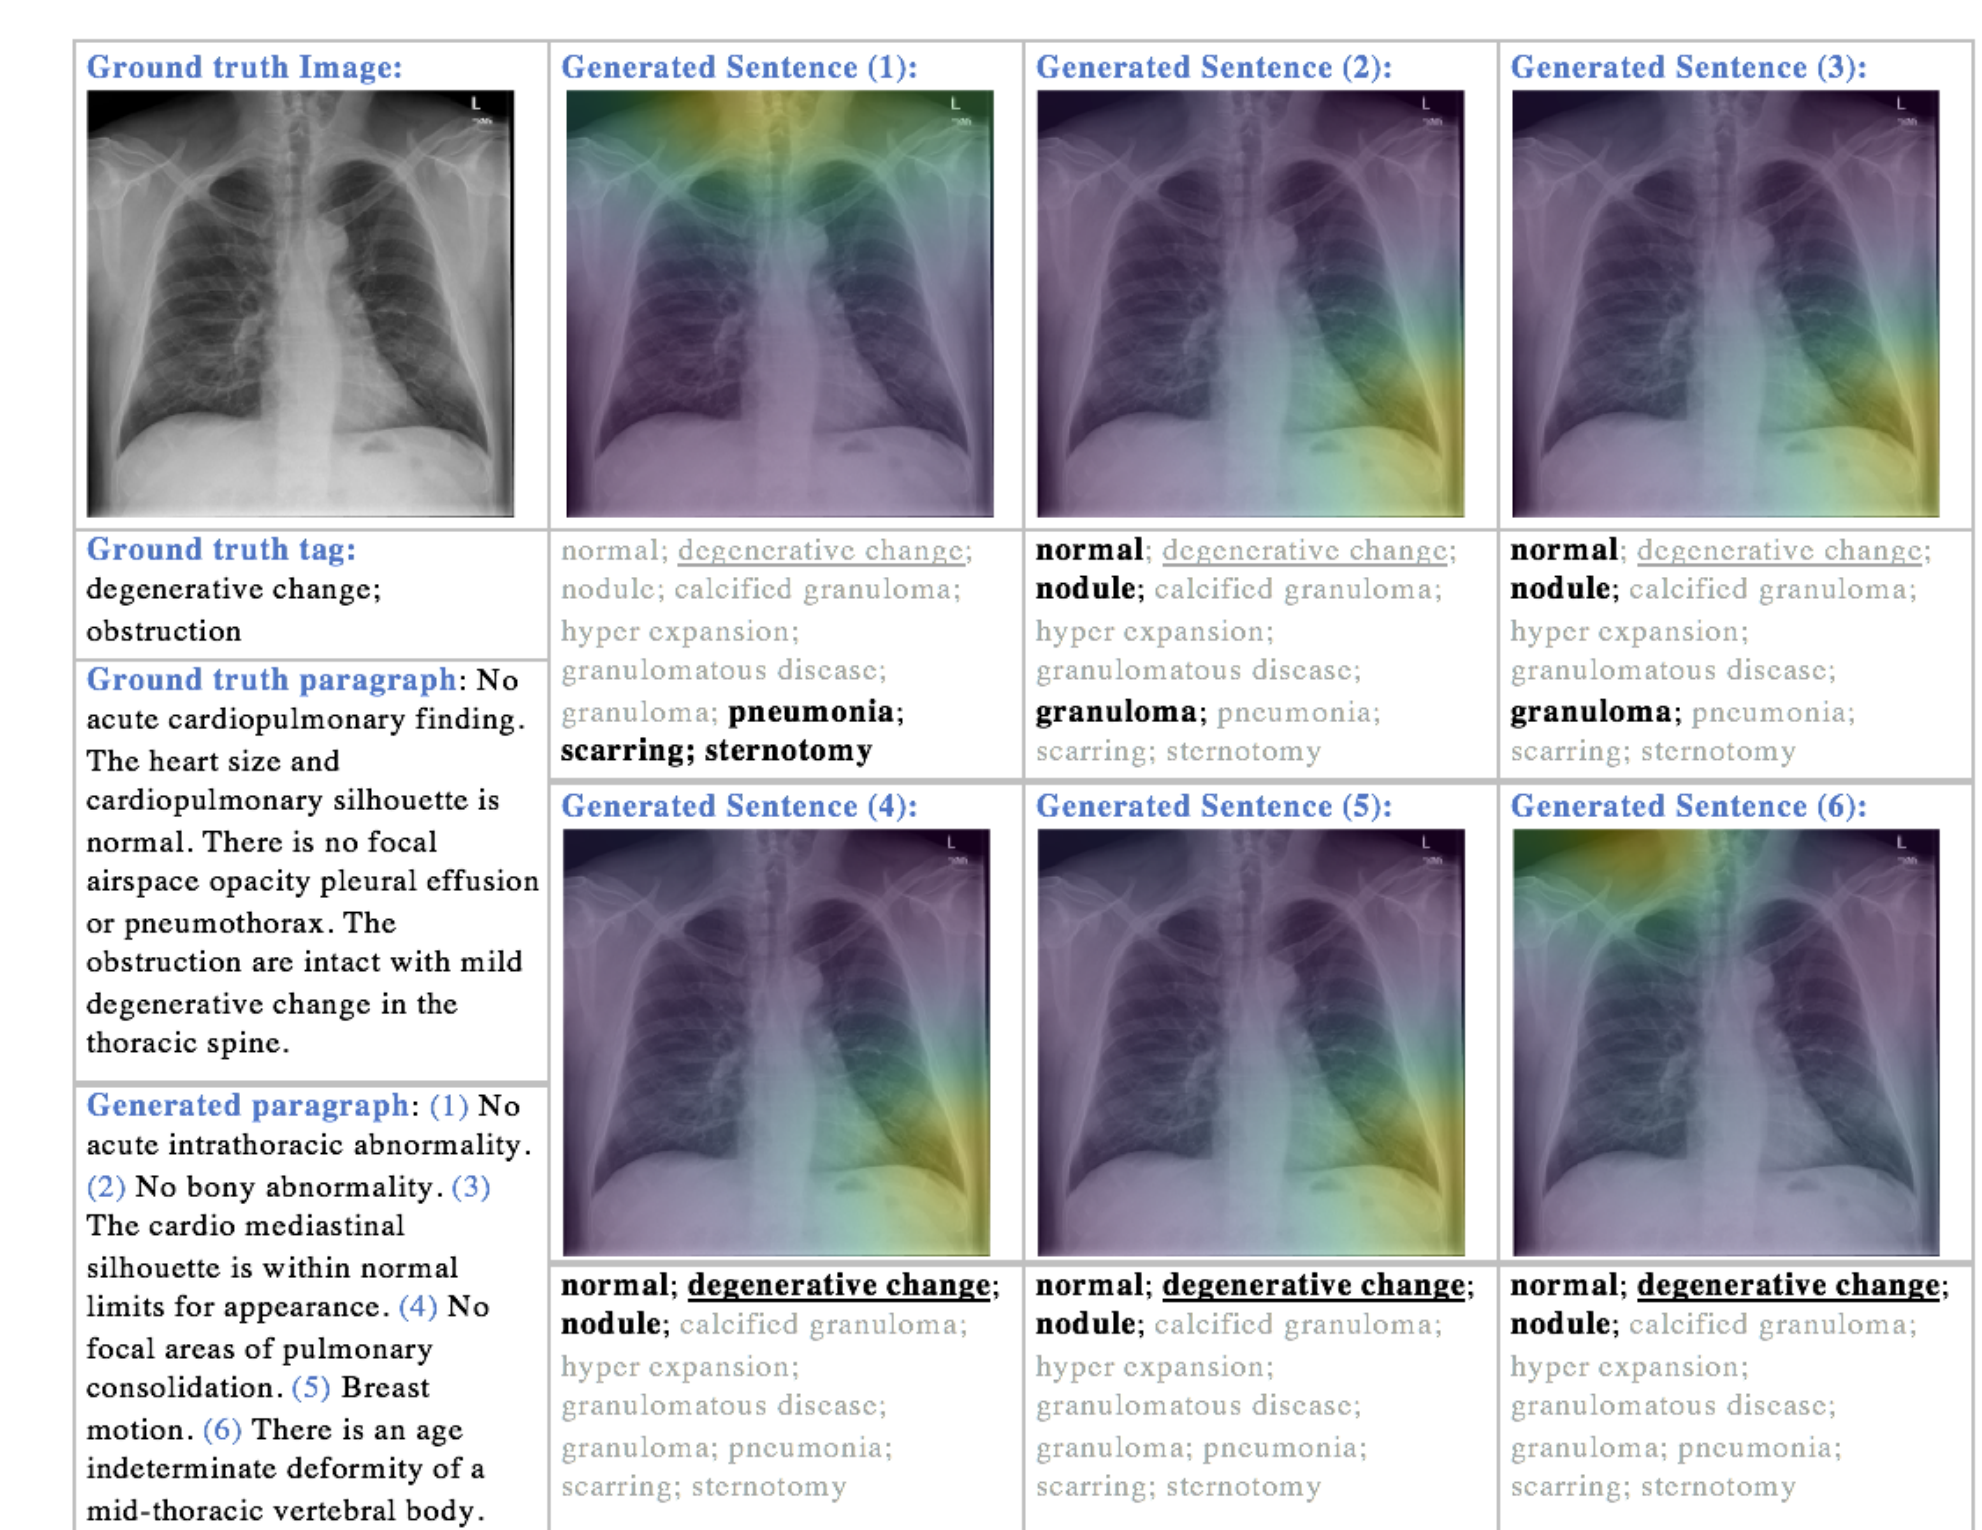 Ground truth Image:
L
Ground truth tag:
degenerative change;
obstruction
Ground truth paragraph: No
acute cardiopulmonary finding.
The heart size and
cardiopulmonary silhouette is
normal. There is no focal
airspace opacity pleural effusion
or pneumothorax. The
obstruction are intact with mild
degenerative change in the
thoracic spine.
Generated paragraph: (1) No
acute intrathoracic abnormality.
(2) No bony abnormality. (3)
The cardio mediastinal
silhouette is within normal
limits for appearance. (4) No
focal areas of pulmonary
consolidation. (5) Breast
motion. (6) There is an age
indeterminate deformity of a
mid-thoracic vertebral body.
Generated Sentence (1):
L
normal; degenerative change;
nodule; calcified granuloma;
hyper expansion;
granulomatous disease;
granuloma; pneumonia;
scarring; sternotomy
Generated Sentence (2):
L
normal; degenerative change;
nodule; calcified granuloma;
hyper expansion;
granulomatous disease;
granuloma; pneumonia;
scarring; sternotomy
Generated Sentence (3):
L
normal; degenerative change;
nodule; calcified granuloma;
hyper expansion;
granulomatous disease;
granuloma; pneumonia;
scarring; sternotomy
Generated Sentence (4):
L
normal; degenerative change;
nodule; calcified granuloma;
hyper expansion;
granulomatous disease;
granuloma; pneumonia;
scarring; sternotomy
Generated Sentence (5):
L
normal; degenerative change;
nodule; calcified granuloma;
hyper expansion;
granulomatous disease;
granuloma; pneumonia;
scarring; sternotomy
Generated Sentence (6):
L
normal; degenerative change;
nodule; calcified granuloma;
hyper expansion;
granulomatous disease;
granuloma; pneumonia;
scarring; sternotomy